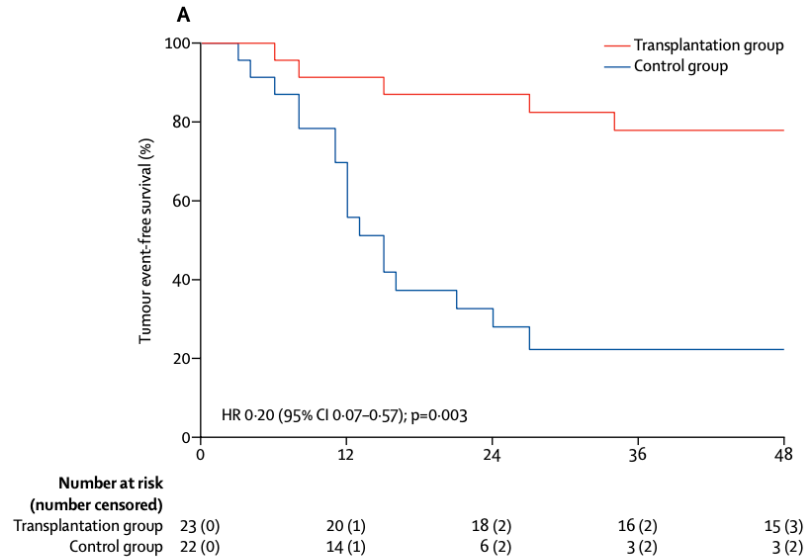 A
100
80
60
40
20
0
Tumour event-free survival (%)
Transplantation group
Control group
HR 0·20 (95% CI 0·07–0·57); p=0·003
0 12 24 36 48
Number at risk
(number censored)
Transplantation group 23 (0) 20 (1) 18 (2) 16 (2) 15 (3)
Control group 22 (0) 14 (1) 6 (2) 3 (2) 3 (2)